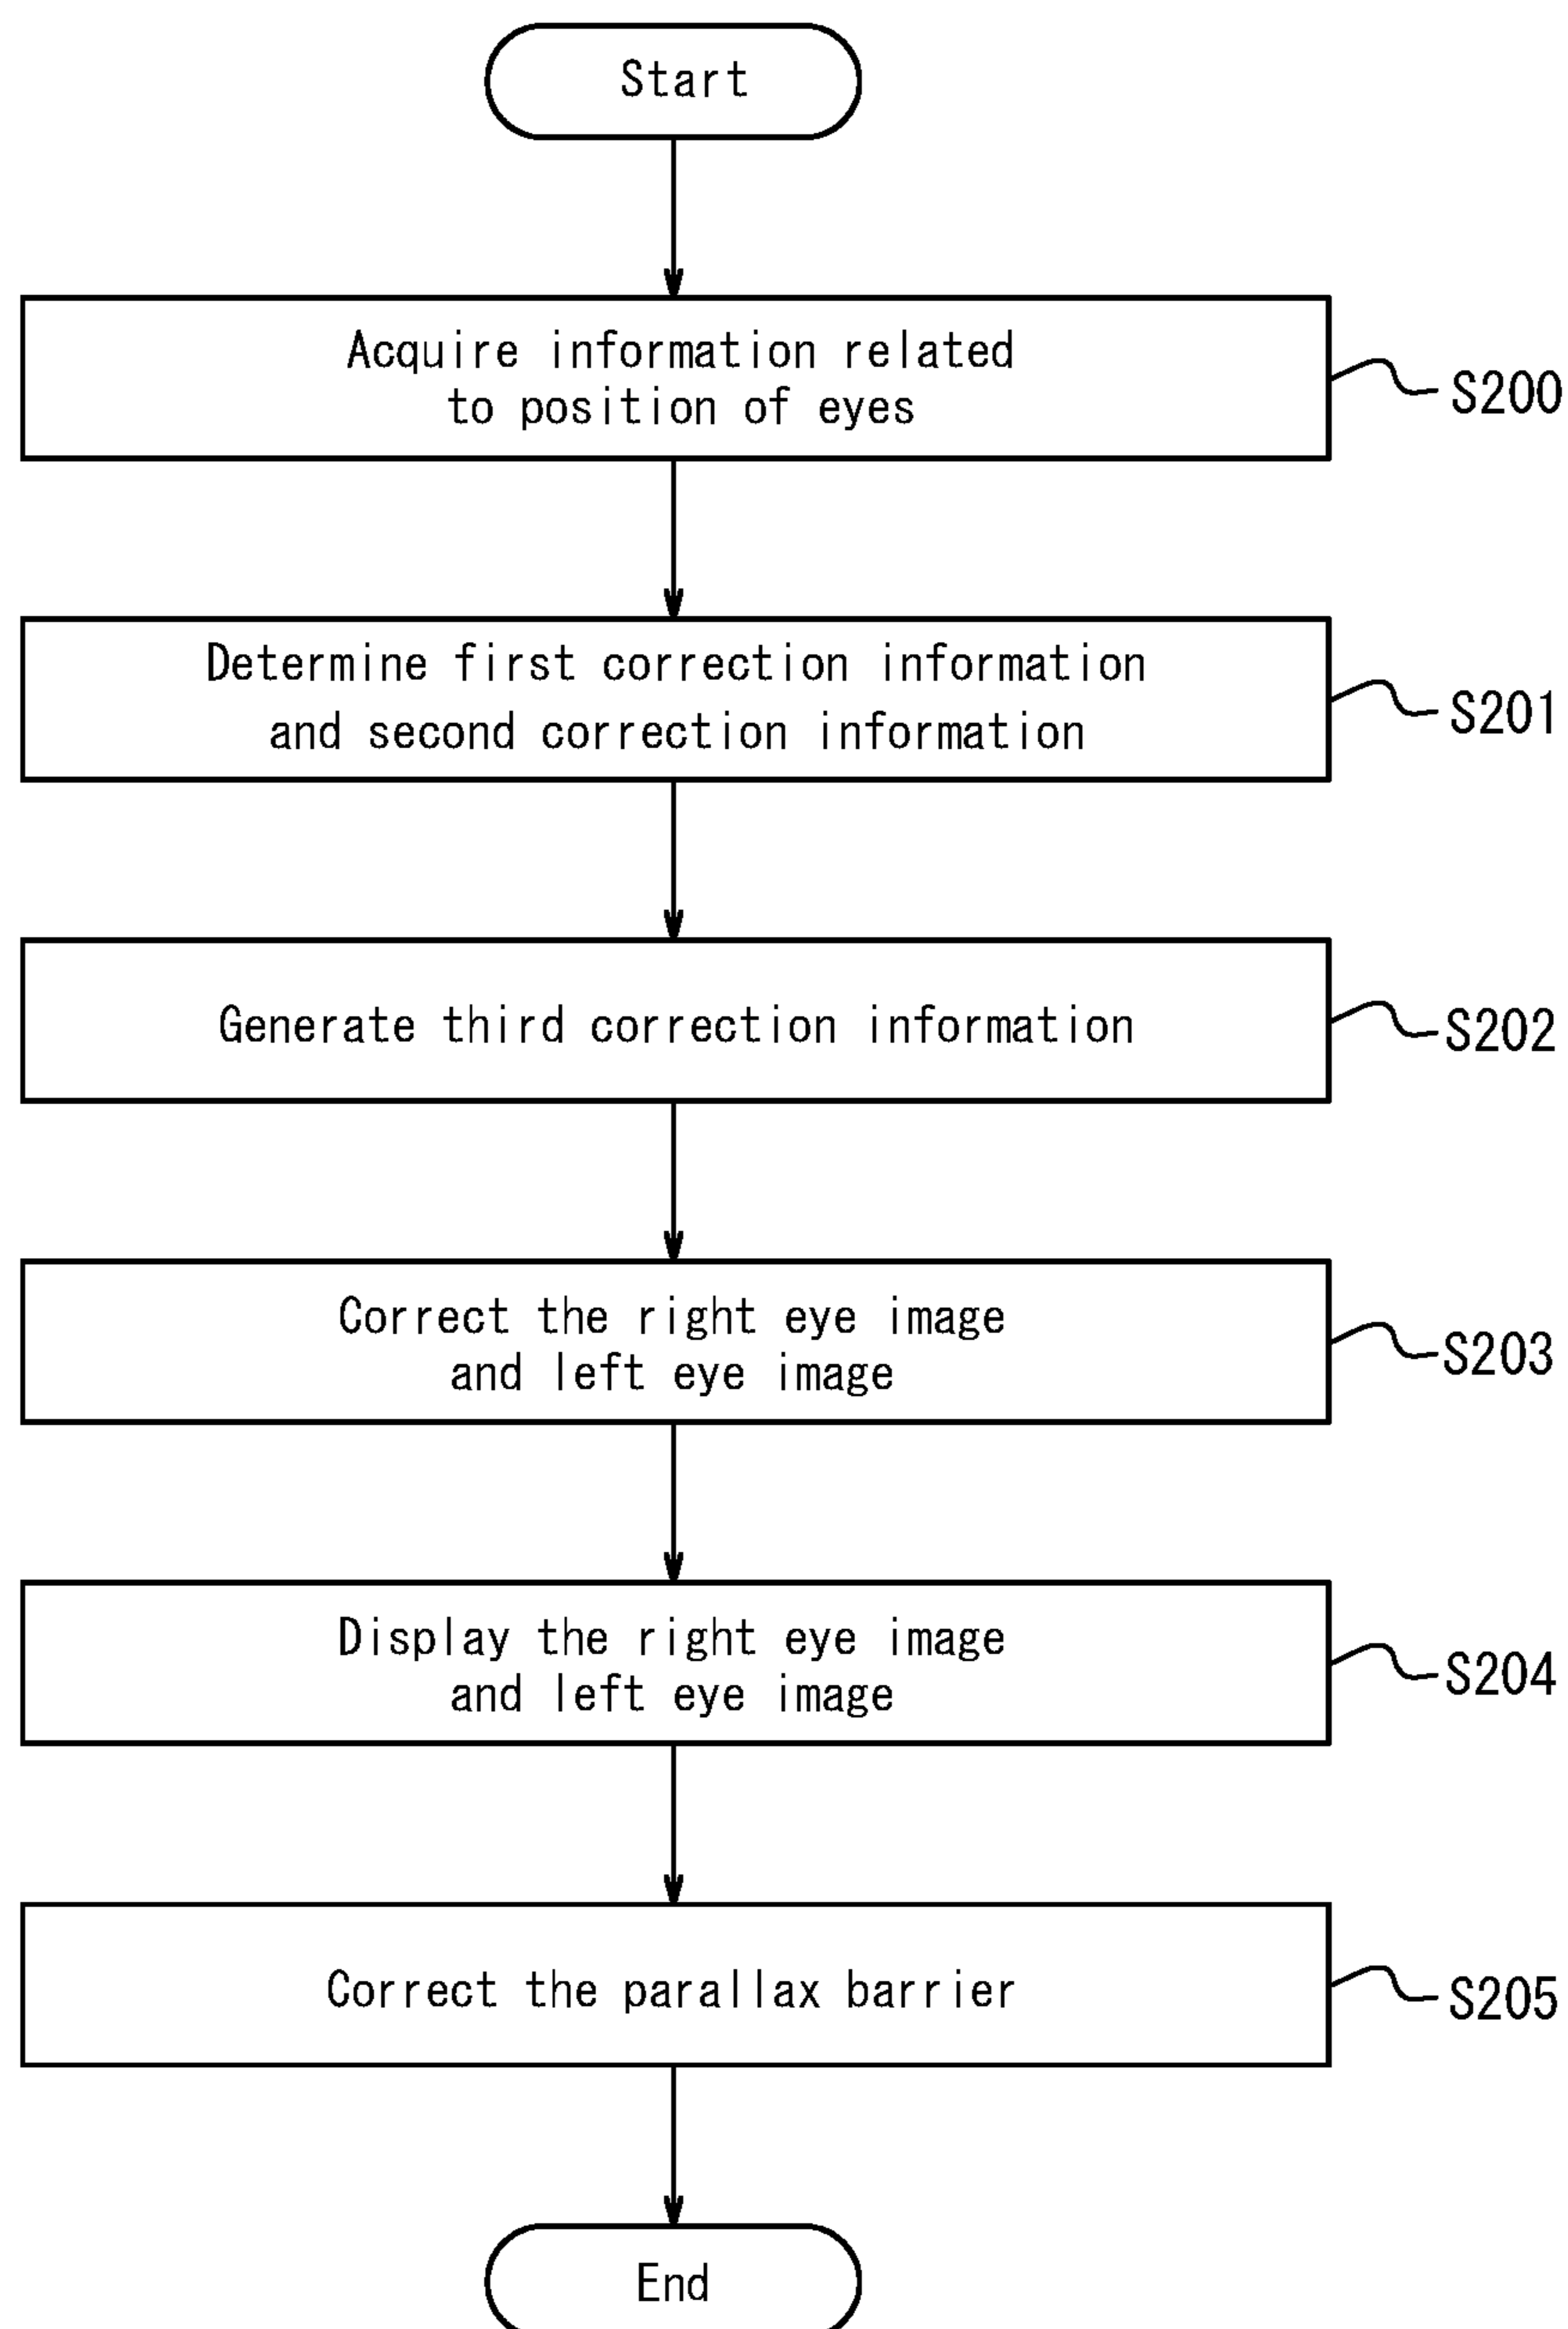 Start
Acquire information related
to position of eyes
S200
Determine first correction information
and second correction information
S201
Generate third correction information
S202
Correct the right eye image
and left eye image
S203
Display the right eye image
and left eye image
S204
Correct the parallax barrier
S205
End